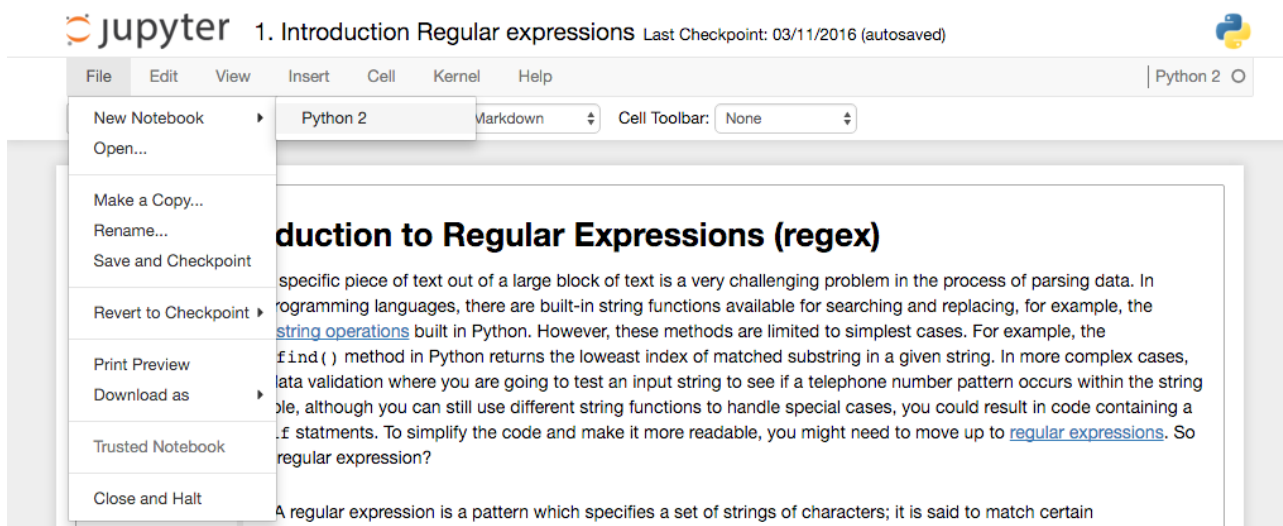 jupyter 1. Introduction Regular expressions Last Checkpoint: 03/11/2016 (autosaved)
File Edit View Insert Cell Kernel Help Python 2
New Notebook Python 2 Markdown Cell Toolbar: None
Open...
Make a Copy...
Rename...
Save and Checkpoint
Revert to Checkpoint
Print Preview
Download as
Trusted Notebook
Close and Halt
duction to Regular Expressions (regex)
specific piece of text out of a large block of text is a very challenging problem in the process of parsing data. In
rogramming languages, there are built-in string functions available for searching and replacing, for example, the
string operations built in Python. However, these methods are limited to simplest cases. For example, the
find() method in Python returns the loweast index of matched substring in a given string. In more complex cases,
data validation where you are going to test an input string to see if a telephone number pattern occurs within the string
ple, although you can still use different string functions to handle special cases, you could result in code containing a
if statments. To simplify the code and make it more readable, you might need to move up to regular expressions. So
regular expression?
A regular expression is a pattern which specifies a set of strings of characters; it is said to match certain